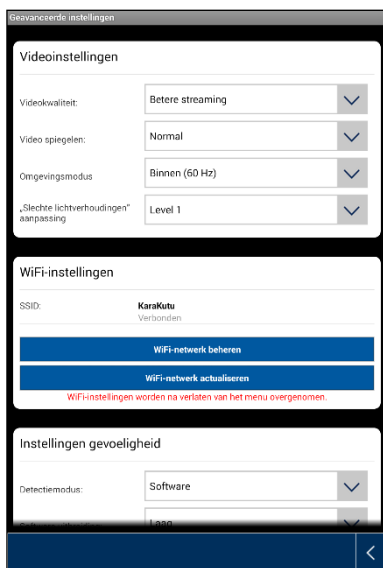 Geavanceerde instellingen
Videoinstellingen
Videokwaliteit:
Betere streaming
Video spiegelen:
Normal
Omgevingsmodus
Binnen (60 Hz)
„Slechte lichtverhoudingen“
aanpassing
Level 1
WiFi-instellingen
SSID:
KaraKutu
Verbonden
WiFi-netwerk beheren
WiFi-netwerk actualiseren
WiFi-instellingen worden na verlaten van het menu overgenomen.
Instellingen gevoeligheid
Detectiemodus:
Software
Laag